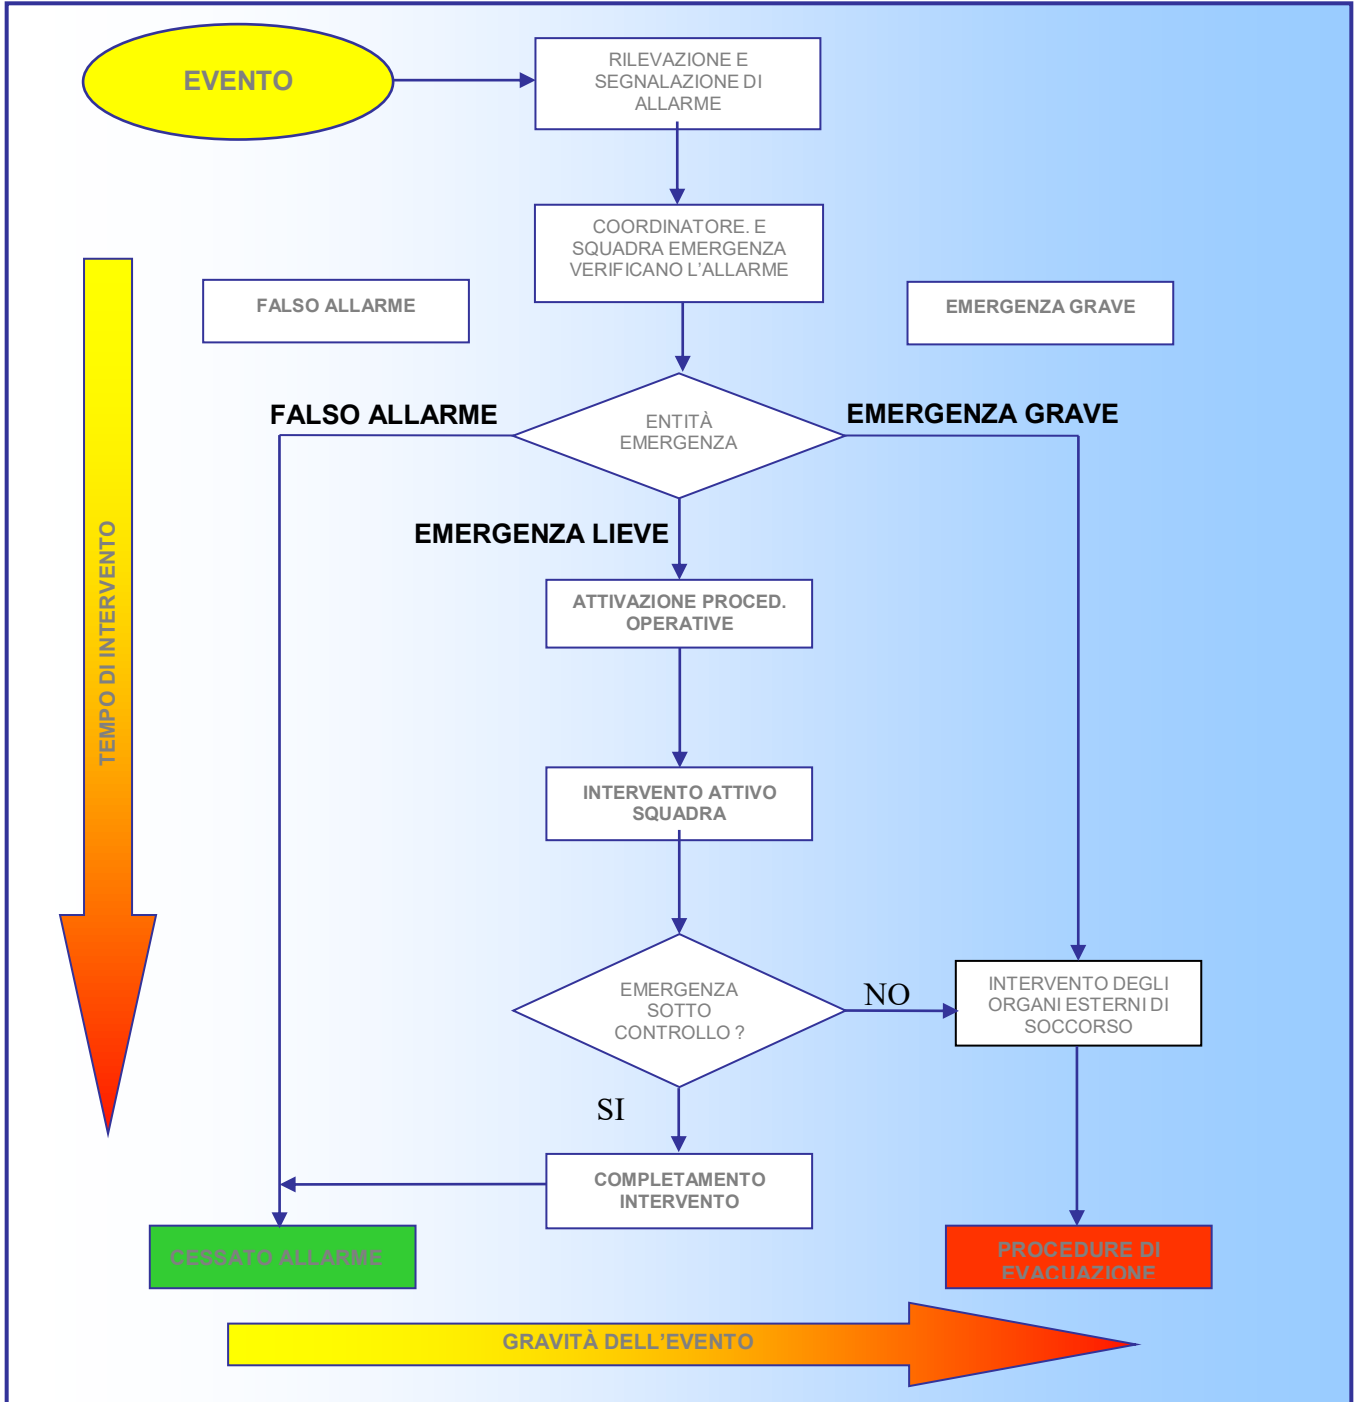 EVENTO
RILEVAZIONE E
SEGNALAZIONE DI
ALLARME
COORDINATORE. E
SQUADRA EMERGENZA
VERIFICANO L'ALLARME
FALSO ALLARME
EMERGENZA GRAVE
FALSO ALLARME
ENTITÀ
EMERGENZA
EMERGENZA GRAVE
EMERGENZA LIEVE
TEMPO DI INTERVENTO
ATTIVAZIONE PROCED.
OPERATIVE
INTERVENTO ATTIVO
SQUADRA
EMERGENZA
SOTTO
CONTROLLO ?
NO
INTERVENTO DEGLI
ORGANI ESTERNI DI
SOCCORSO
SI
COMPLETAMENTO
INTERVENTO
CESSATO ALLARME
PROCEDURE DI
EVACUAZIONE
GRAVITÀ DELL'EVENTO